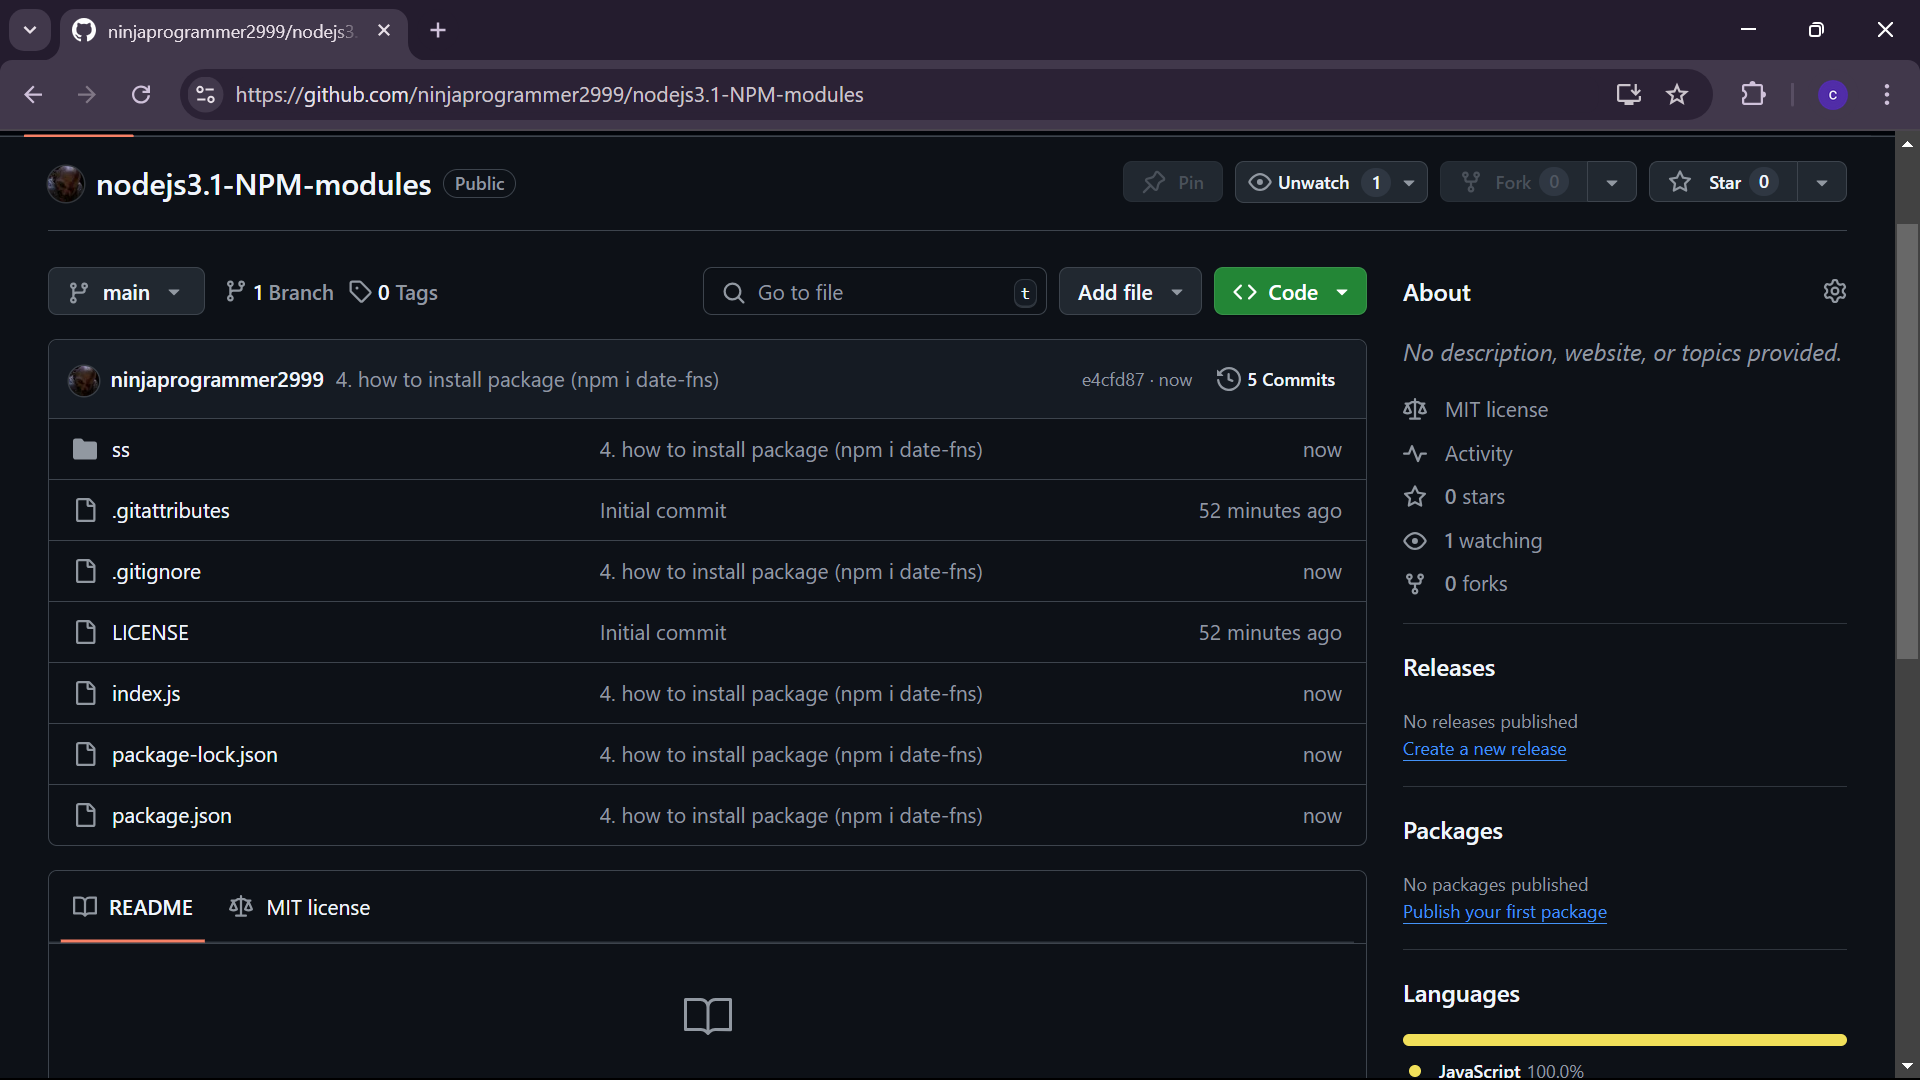 ninjaprogrammer2999/nodejs3.
https://github.com/ninjaprogrammer2999/nodejs3.1-NPM-modules
c
nodejs3.1-NPM-modules Public
Pin Unwatch 1 Fork 0 Star 0
main 1 Branch 0 Tags Go to file t Add file Code
ninjaprogrammer2999 4. how to install package (npm i date-fns) e4cfd87 · now 5 Commits
ss 4. how to install package (npm i date-fns) now
.gitattributes Initial commit 52 minutes ago
.gitignore 4. how to install package (npm i date-fns) now
LICENSE Initial commit 52 minutes ago
index.js 4. how to install package (npm i date-fns) now
package-lock.json 4. how to install package (npm i date-fns) now
package.json 4. how to install package (npm i date-fns) now
README MIT license
About
No description, website, or topics provided.
MIT license
Activity
0 stars
1 watching
0 forks
Releases
No releases published
Create a new release
Packages
No packages published
Publish your first package
Languages
JavaScript 100.0%